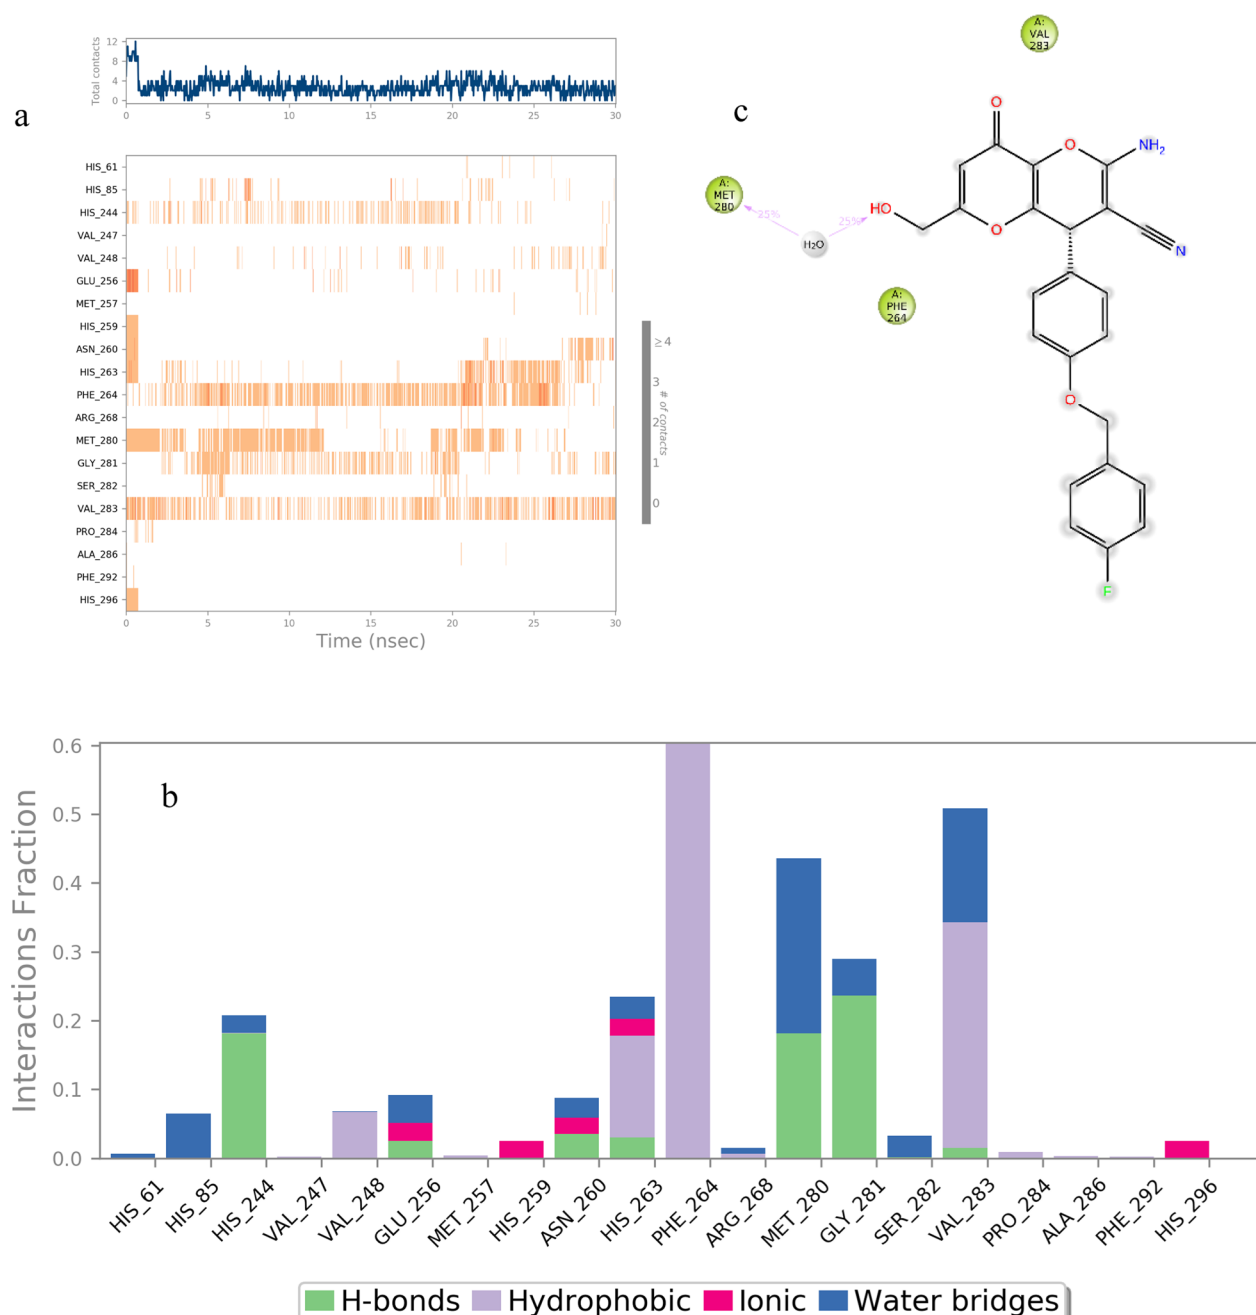 a
Total contacts
12
8
4
0
0 5 10 15 20 25 30
HIS_61
HIS_85
HIS_244
VAL_247
VAL_248
GLU_256
MET_257
HIS_259
ASN_260
HIS_263
PHE_264
ARG_268
MET_280
GLY_281
SER_282
VAL_283
PRO_284
ALA_286
PHE_292
HIS_296
0 5 10 15 20 25 30
Time (nsec)
≥4
3
2
1
0
# of contacts
c
A:
VAL
283
A:
MET
280
A:
PHE
264
25%
25%
H₂O
HO
O
O
O
NH₂
N
O
F
b
Interactions Fraction
0.6
0.5
0.4
0.3
0.2
0.1
0.0
HIS_61
HIS_85
HIS_244
VAL_247
VAL_248
GLU_256
MET_257
HIS_259
ASN_260
HIS_263
PHE_264
ARG_268
MET_280
GLY_281
SER_282
VAL_283
PRO_284
ALA_286
PHE_292
HIS_296
H-bonds Hydrophobic Ionic Water bridges